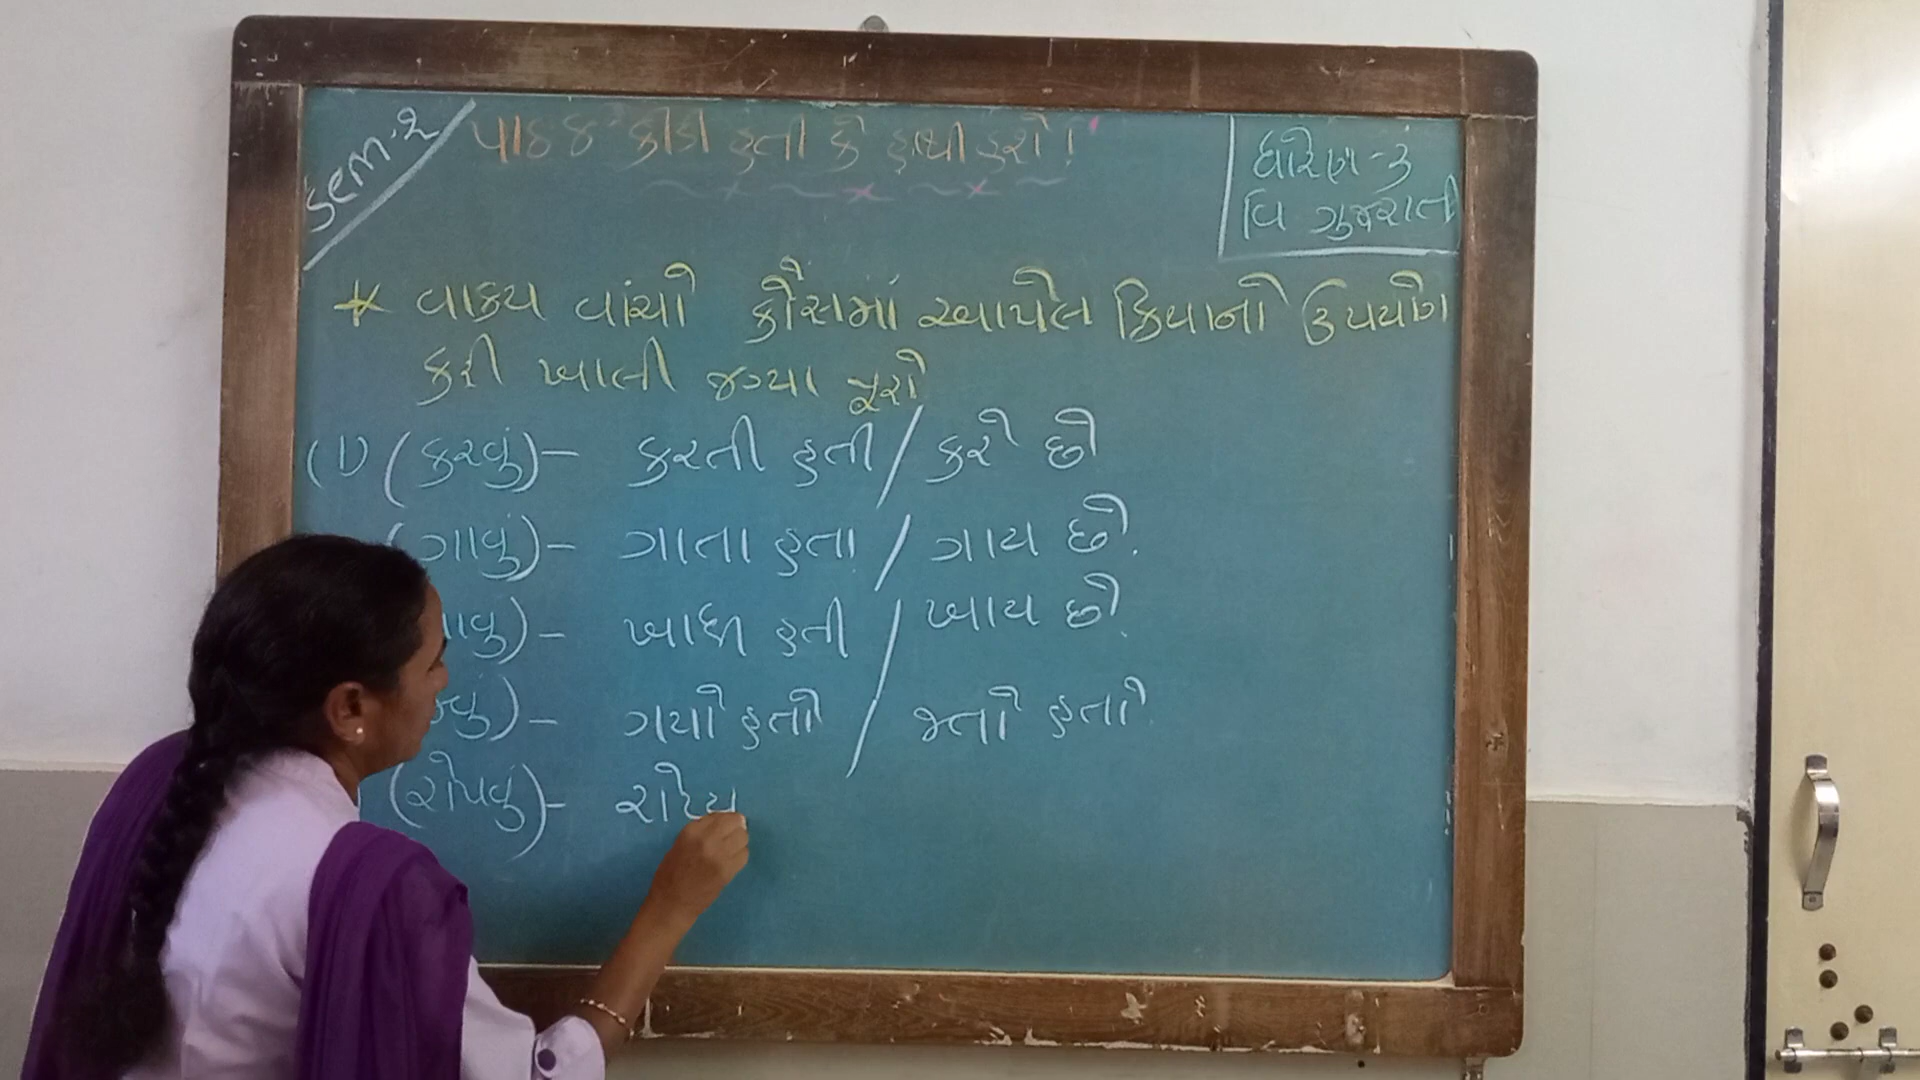 Sem-૨
પાઠ ૪ કીડી હતી કે હાથી હશે!
ધોરણ-૩
વિ ગુજરાતી
* વાક્ય વાંચો કૌંસમાં આપેલ ક્રિયાનો ઉપયોગ
કરી ખાલી જગ્યા પૂરો
(1) (કરવું)- કરતી હતી / કરે છે
(ગાવું)- ગાતા હતા / ગાય છે.
વું)- ખાધી હતી / ખાય છે.
વું)- ગયો હતો / જતો હતો.
(રોપવું)-